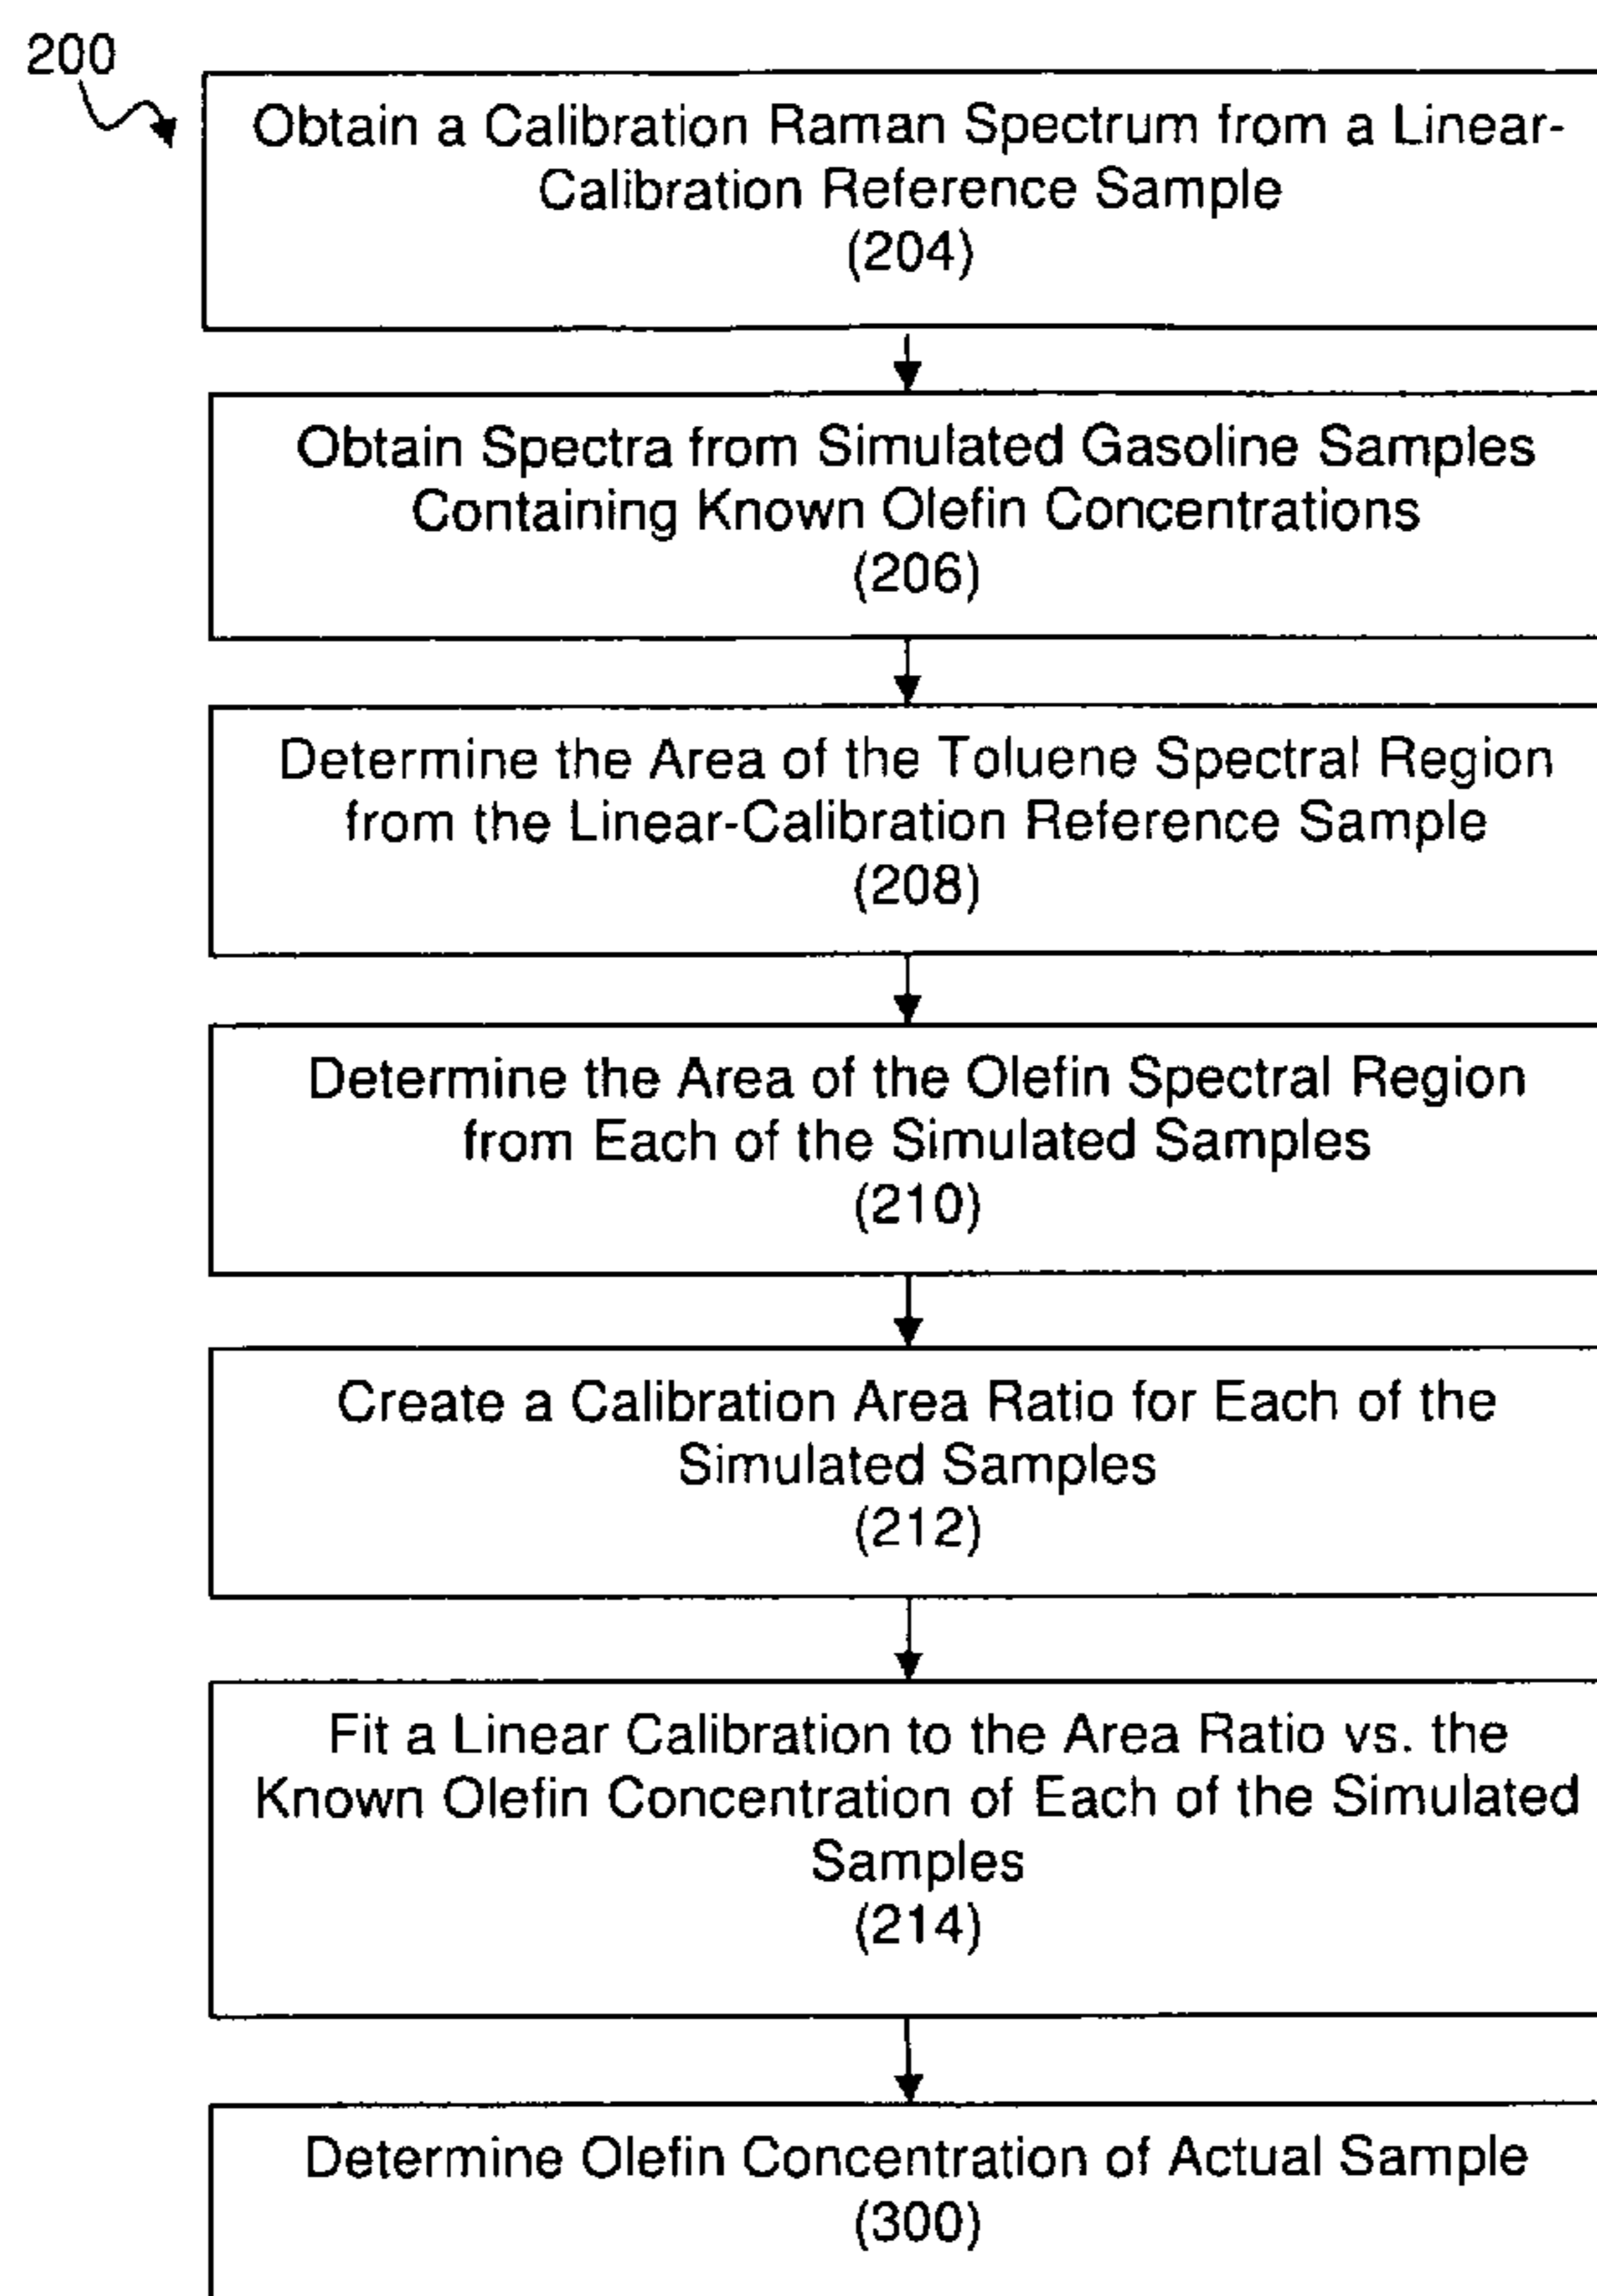 200
Obtain a Calibration Raman Spectrum from a Linear-
Calibration Reference Sample
(204)
Obtain Spectra from Simulated Gasoline Samples
Containing Known Olefin Concentrations
(206)
Determine the Area of the Toluene Spectral Region
from the Linear-Calibration Reference Sample
(208)
Determine the Area of the Olefin Spectral Region
from Each of the Simulated Samples
(210)
Create a Calibration Area Ratio for Each of the
Simulated Samples
(212)
Fit a Linear Calibration to the Area Ratio vs. the
Known Olefin Concentration of Each of the Simulated
Samples
(214)
Determine Olefin Concentration of Actual Sample
(300)